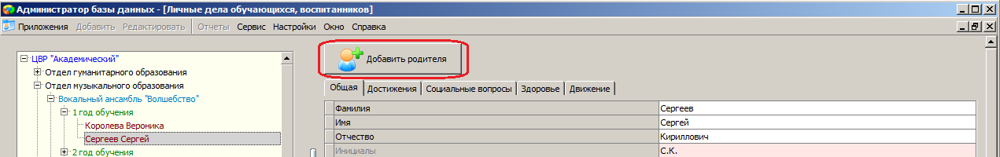 Администратор базы данных - [Личные дела обучающихся, воспитанников]
Приложения Добавить Редактировать Отчеты Сервис Настройки Окно Справка
ЦВР "Академический"
Отдел гуманитарного образования
Отдел музыкального образования
Вокальный ансамбль "Волшебство"
1 год обучения
Королева Вероника
Сергеев Сергей
2 год обучения
Добавить родителя
Общая Достижения Социальные вопросы Здоровье Движение
Фамилия Сергеев
Имя Сергей
Отчество Кириллович
Инициалы С.К.